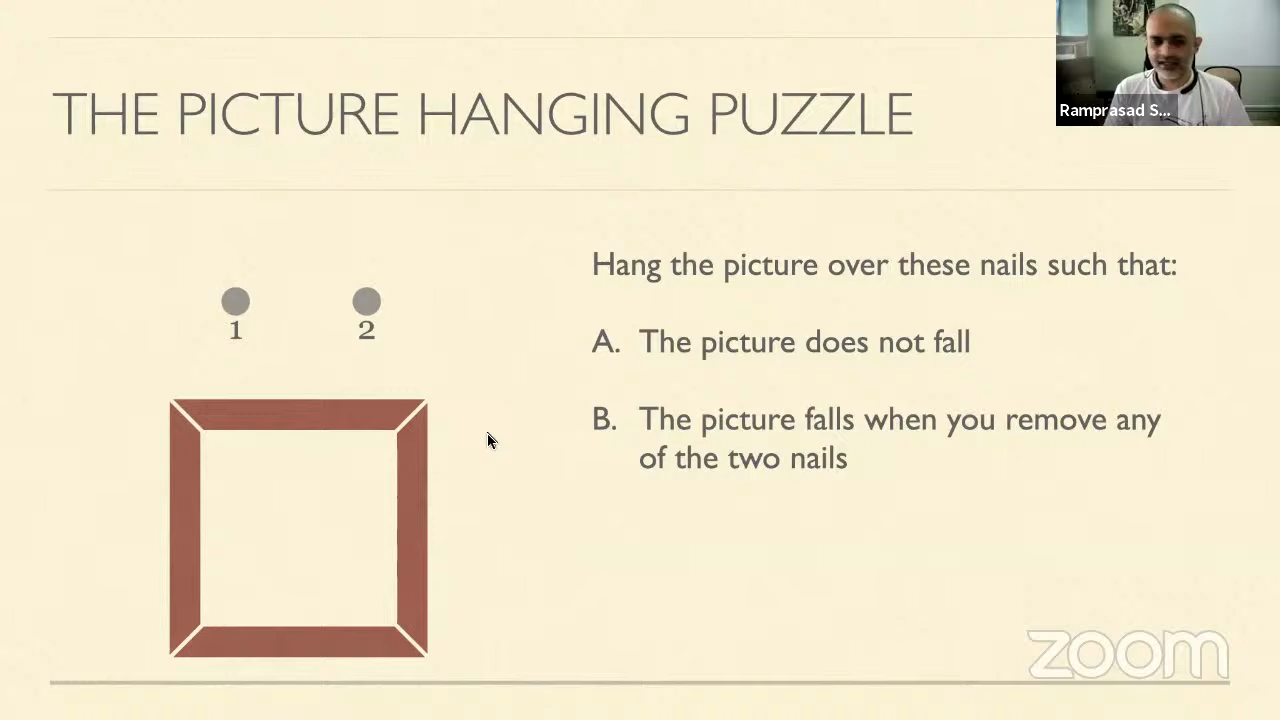 THE PICTURE HANGING PUZZLE
Ramprasad S...
1
2
Hang the picture over these nails such that:
A. The picture does not fall
B. The picture falls when you remove any
of the two nails
zoom